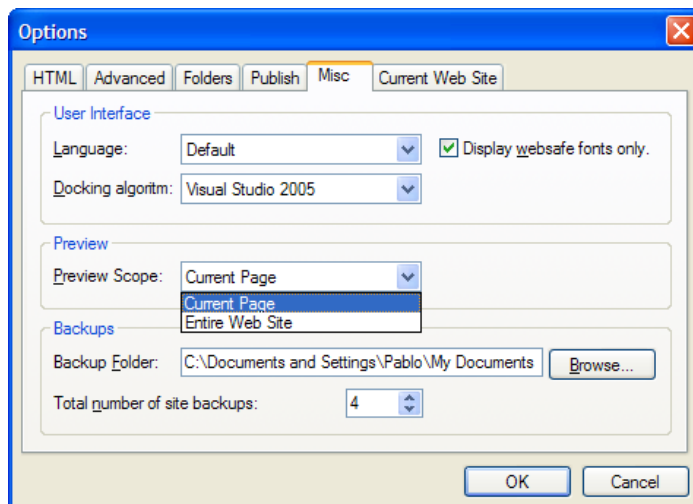 Options
HTML Advanced Folders Publish Misc Current Web Site
User Interface
Language: Default Display websafe fonts only.
Docking algoritm: Visual Studio 2005
Preview
Preview Scope: Current Page
Current Page
Entire Web Site
Backups
Backup Folder: C:\Documents and Settings\Pablo\My Documents Browse...
Total number of site backups: 4
OK Cancel